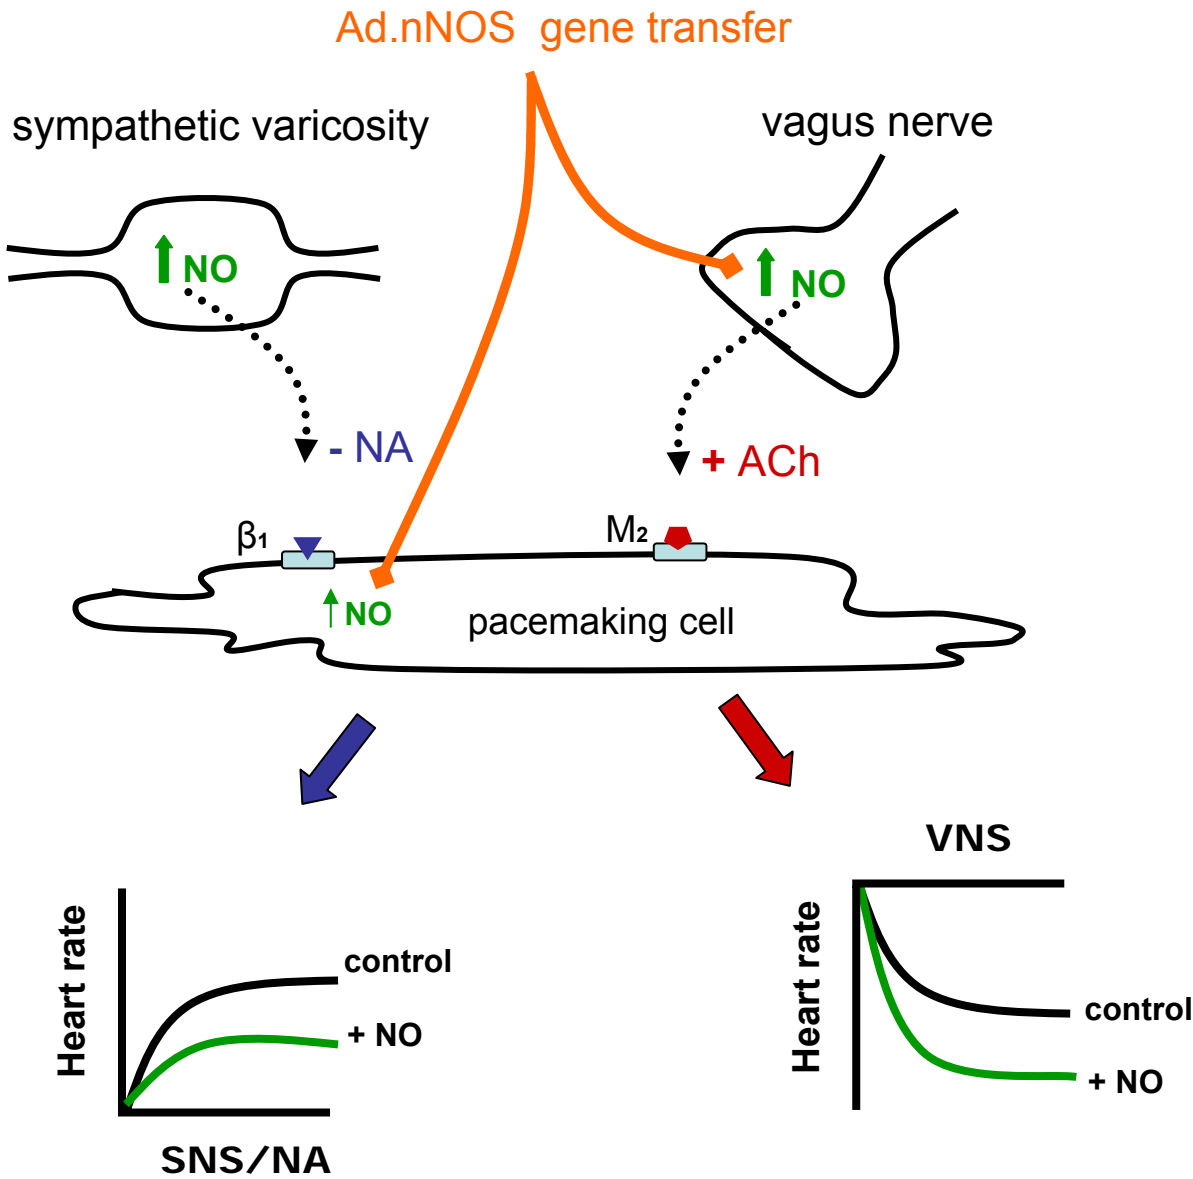 Ad.nNOS gene transfer
sympathetic varicosity
vagus nerve
NO
NO
- NA
+ ACh
β1
M2
NO
pacemaking cell
VNS
Heart rate
control
+ NO
SNS/NA
Heart rate
control
+ NO